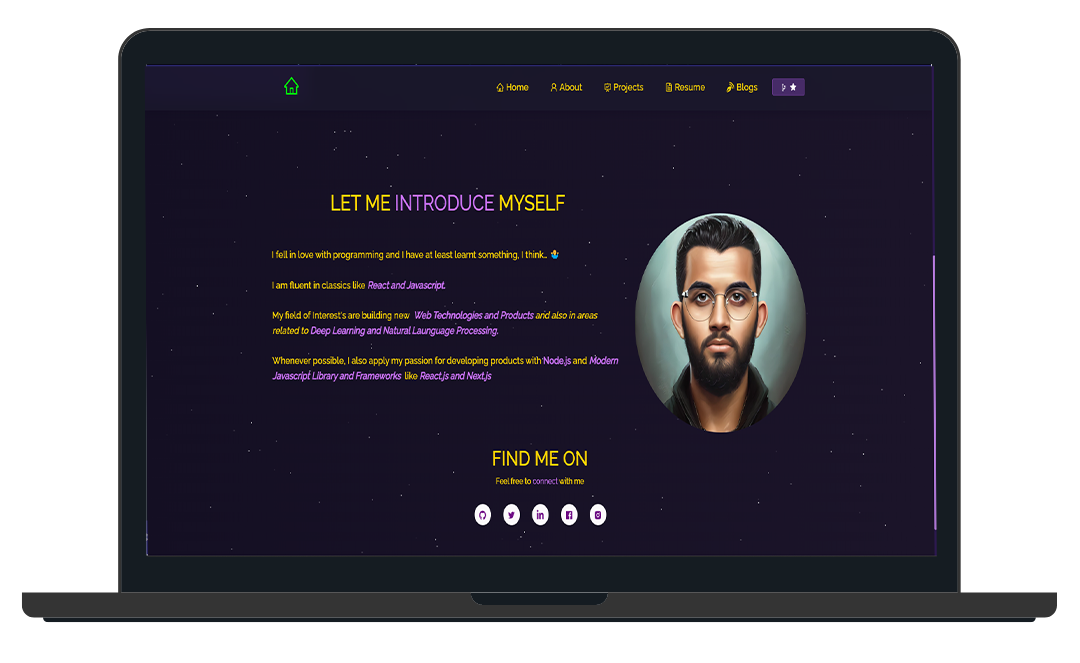 Home About Projects Resume Blogs
LET ME INTRODUCE MYSELF
I fell in love with programming and I have at least learnt something, I think… 🤷‍♂️
I am fluent in classics like React and Javascript.
My field of Interest's are building new Web Technologies and Products and also in areas
related to Deep Learning and Natural Launguage Processing.
Whenever possible, I also apply my passion for developing products with Node.js and Modern
Javascript Library and Frameworks like React.js and Next.js
FIND ME ON
Feel free to connect with me